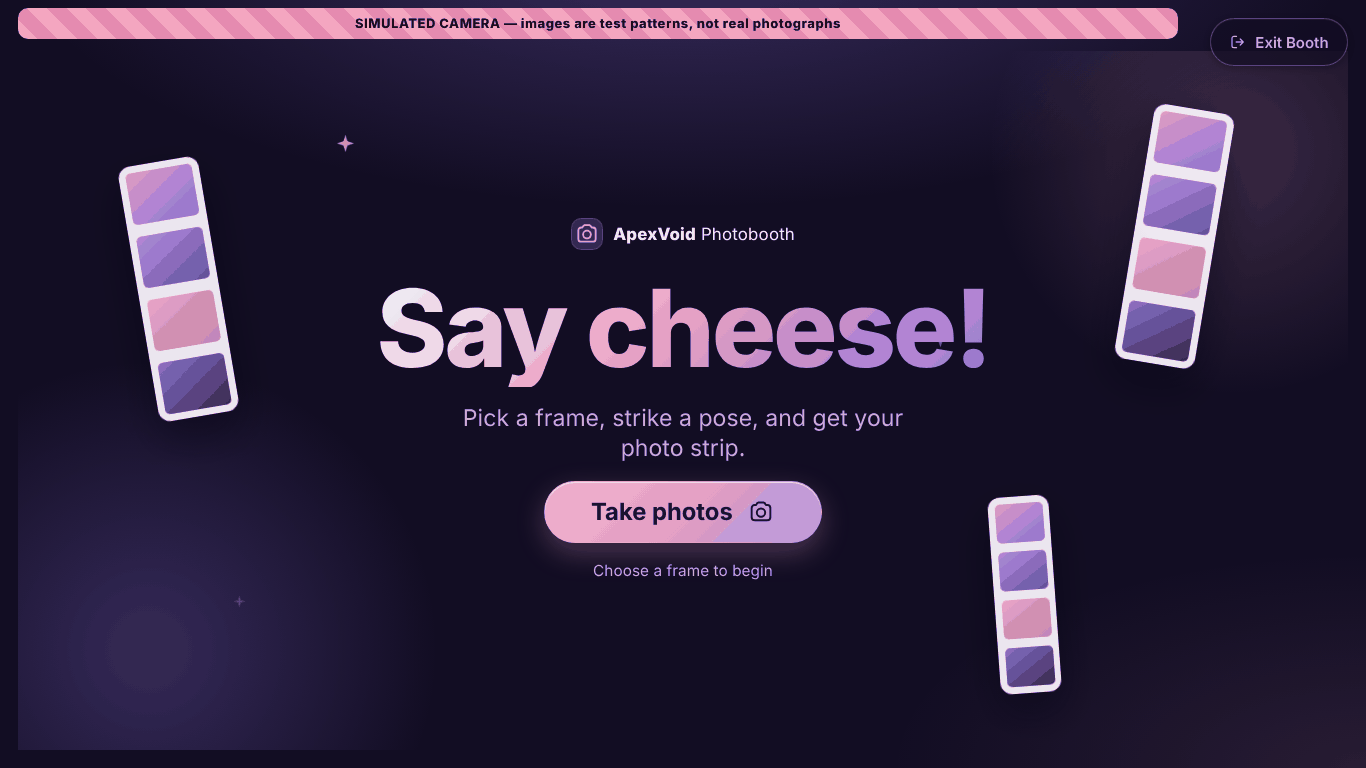 SIMULATED CAMERA — images are test patterns, not real photographs
Exit Booth
ApexVoid Photobooth
Say cheese!
Pick a frame, strike a pose, and get your
photo strip.
Take photos
Choose a frame to begin